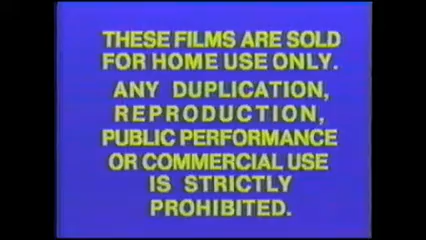 THESE FILMS ARE SOLD
FOR HOME USE ONLY.
ANY DUPLICATION,
REPRODUCTION,
PUBLIC PERFORMANCE
OR COMMERCIAL USE
IS STRICTLY
PROHIBITED.